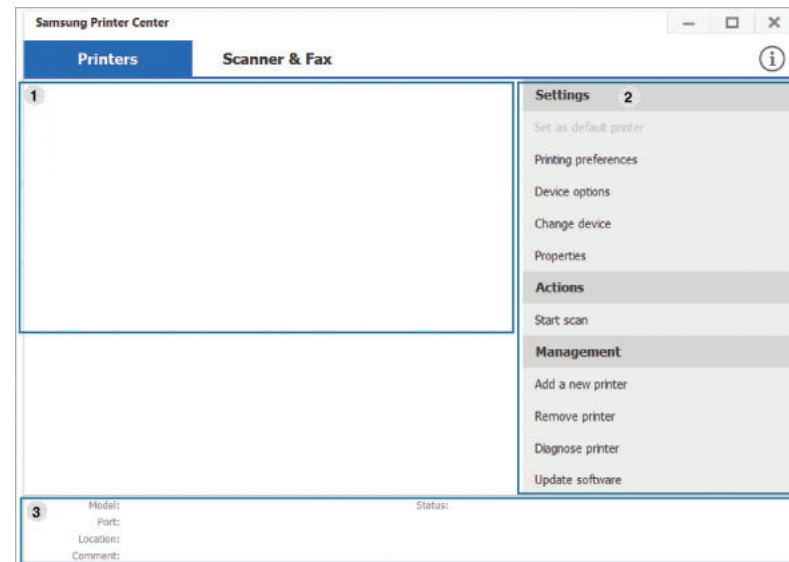 Samsung Printer Center
Printers
Scanner & Fax
1
Settings
2
Set as default printer
Printing preferences
Device options
Change device
Properties
Actions
Start scan
Management
Add a new printer
Remove printer
Diagnose printer
Update software
3
Model:
Status:
Port:
Location:
Comment: